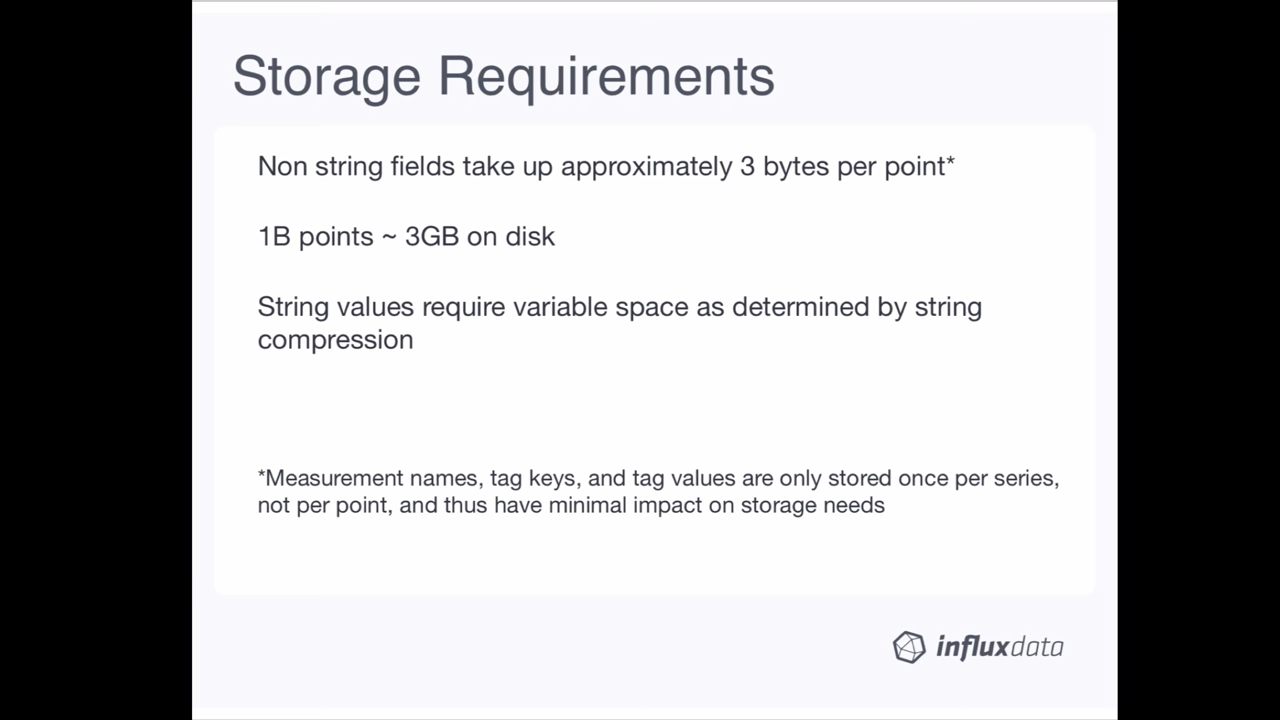 Storage Requirements
Non string fields take up approximately 3 bytes per point*
1B points ~ 3GB on disk
String values require variable space as determined by string
compression
*Measurement names, tag keys, and tag values are only stored once per series,
not per point, and thus have minimal impact on storage needs
influxdata